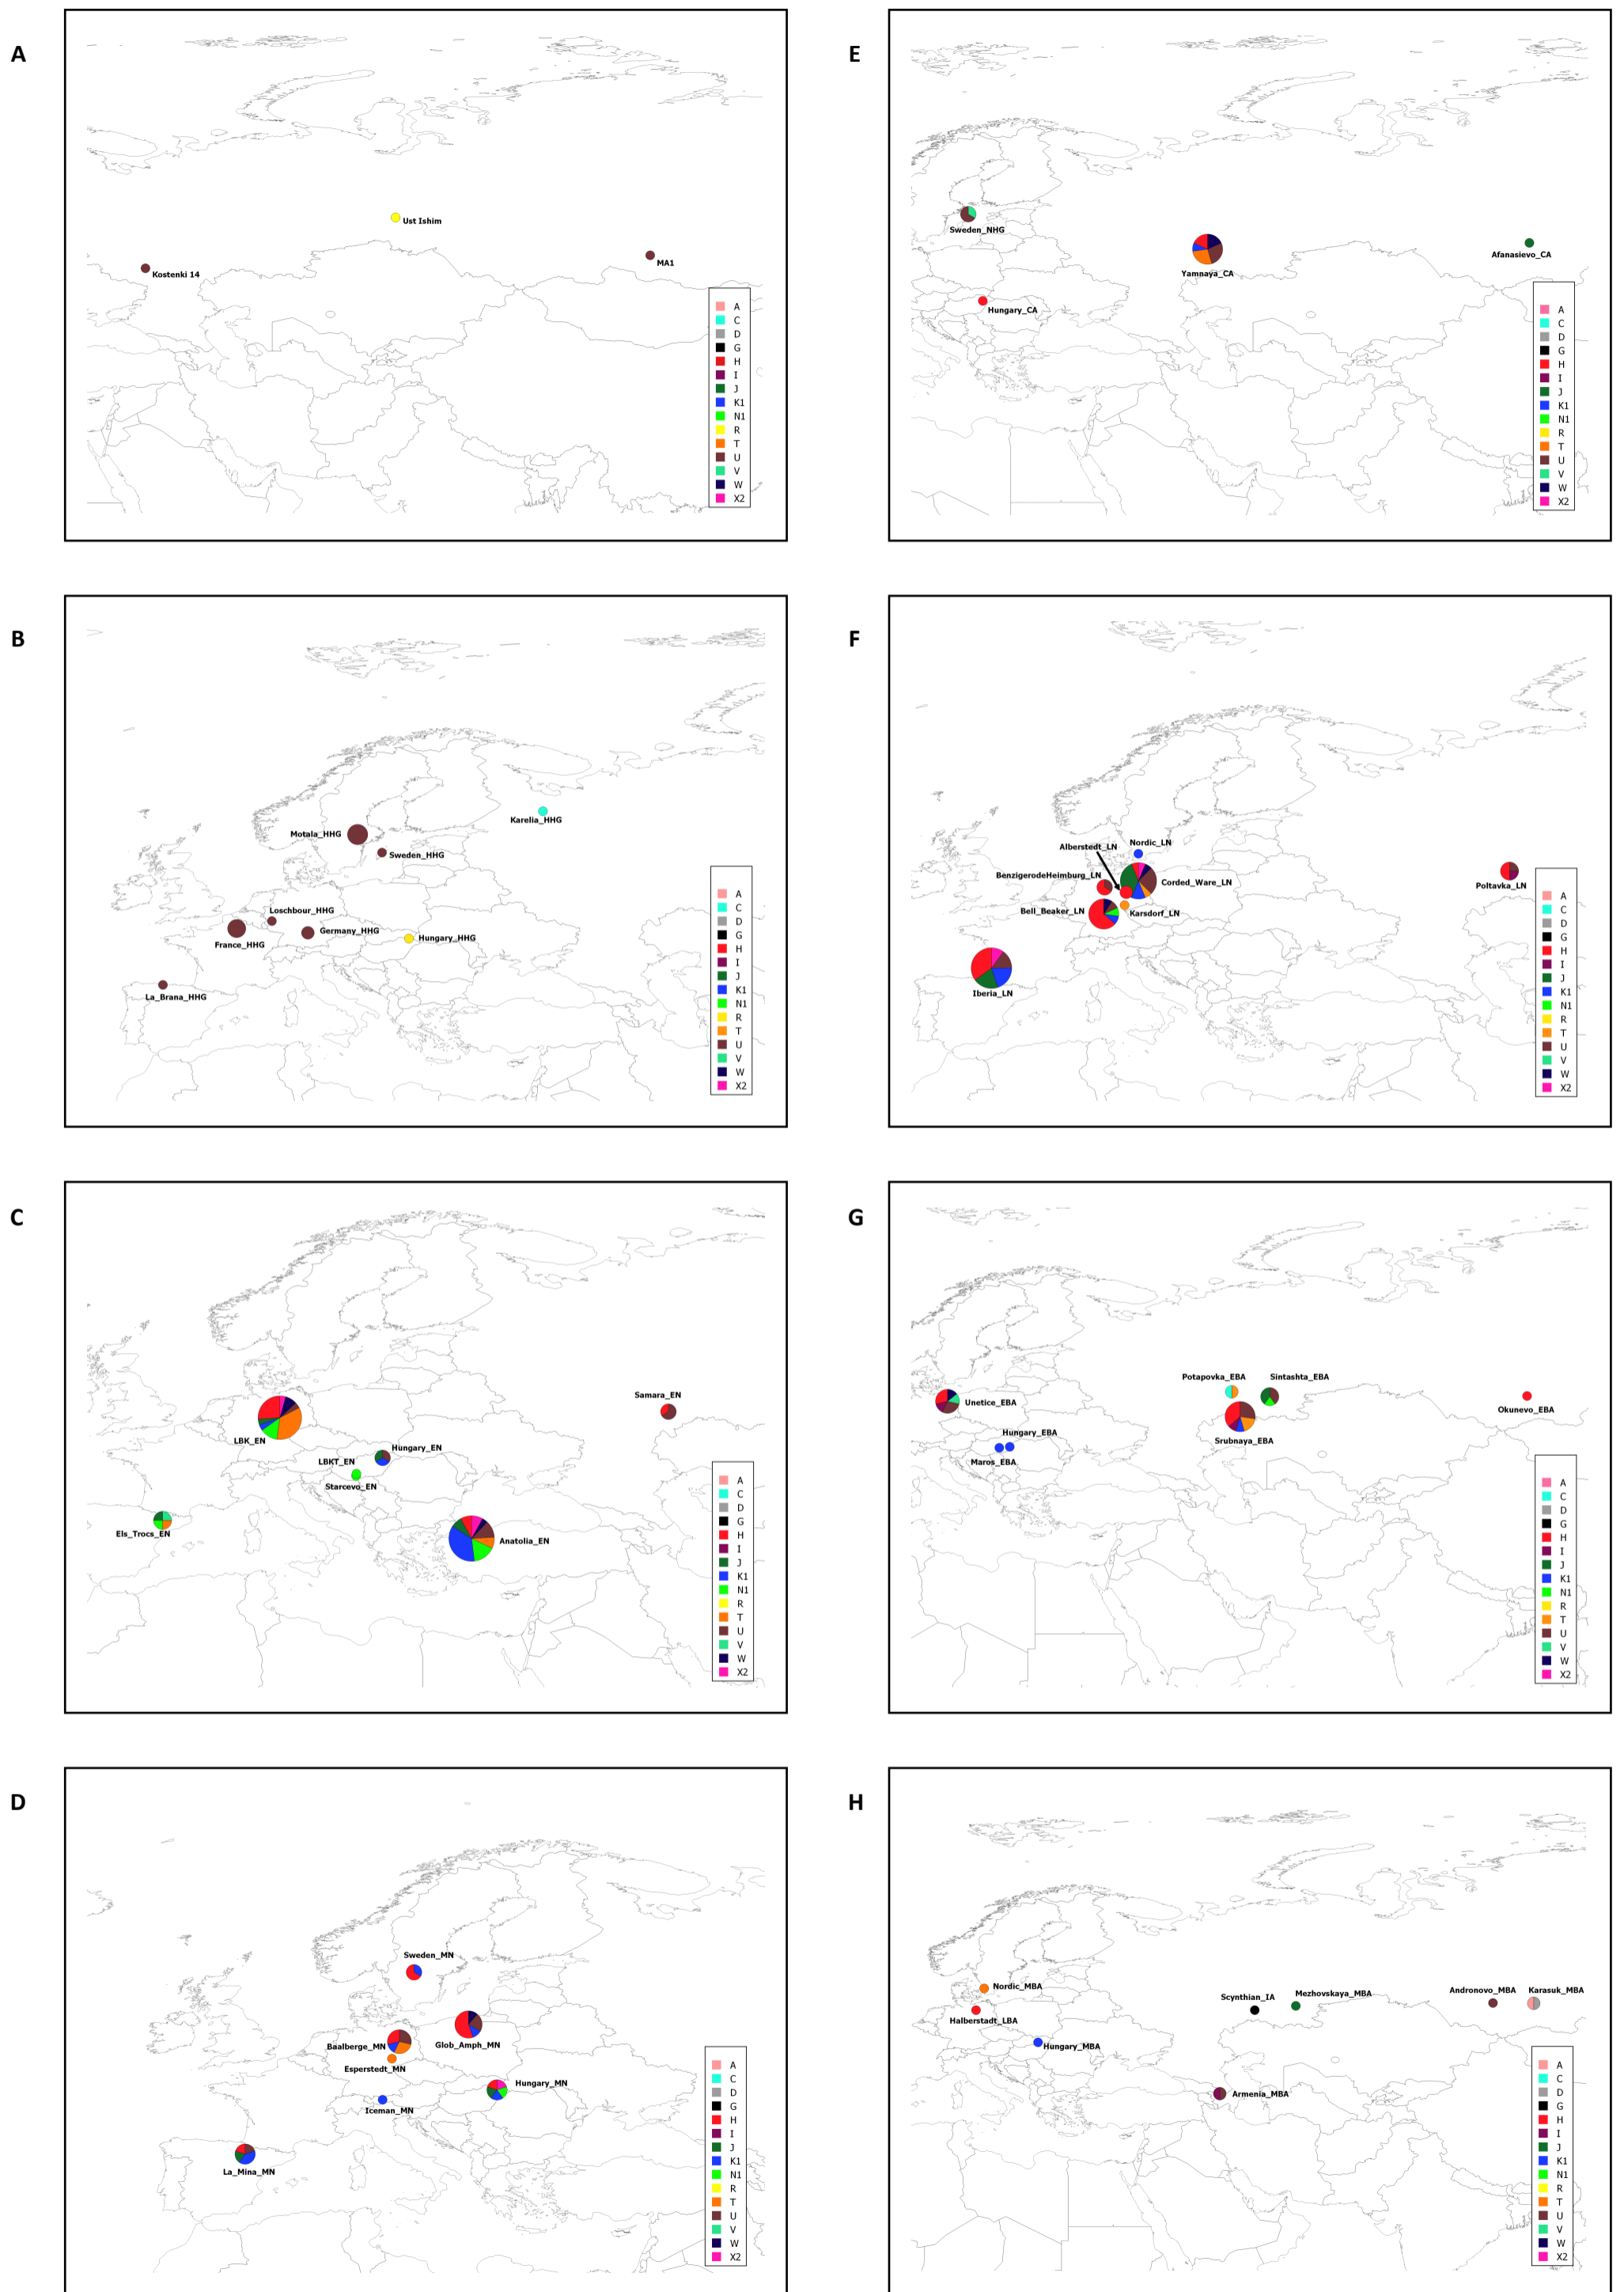 A
Ust Ishim
MA1
Kostenki 14
A
C
D
G
H
I
J
K1
N1
R
T
U
V
W
X2
E
Sweden_NHG
Afanasievo_CA
Yamnaya_CA
Hungary_CA
A
C
D
G
H
I
J
K1
N1
R
T
U
V
W
X2
B
Karelia_HHG
Motala_HHG
Sweden_HHG
Loschbour_HHG
Germany_HHG
Hungary_HHG
France_HHG
La_Brana_HHG
A
C
D
G
H
I
J
K1
N1
R
T
U
V
W
X2
F
Nordic_LN
Alberstedt_LN
BenzigerodeHeimburg_LN
Corded_Ware_LN
Poltavka_LN
Bell_Beaker_LN
Karsdorf_LN
Iberia_LN
A
C
D
G
H
I
J
K1
N1
R
T
U
V
W
X2
C
Samara_EN
LBK_EN
Hungary_EN
LBKT_EN
Starcevo_EN
Els_Trocs_EN
Anatolia_EN
A
C
D
G
H
I
J
K1
N1
R
T
U
V
W
X2
G
Potapovka_EBA
Sintashta_EBA
Unetice_EBA
Okunevo_EBA
Hungary_EBA
Srubnaya_EBA
Maros_EBA
A
C
D
G
H
I
J
K1
N1
R
T
U
V
W
X2
D
Sweden_MN
Baalberge_MN
Glob_Amph_MN
Esperstedt_MN
Hungary_MN
Iceman_MN
La_Mina_MN
A
C
D
G
H
I
J
K1
N1
R
T
U
V
W
X2
H
Nordic_MBA
Scynthian_IA
Mezhovskaya_MBA
Andronovo_MBA
Karasuk_MBA
Halberstadt_LBA
Hungary_MBA
Armenia_MBA
A
C
D
G
H
I
J
K1
N1
R
T
U
V
W
X2